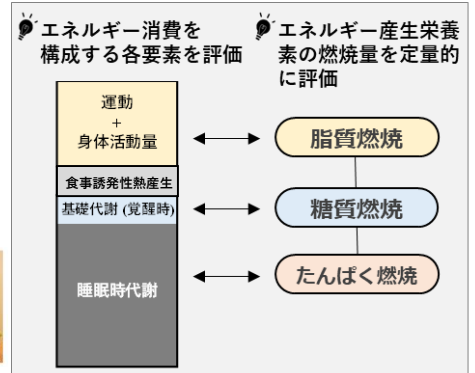 エネルギー消費を
構成する各要素を評価
エネルギー産生栄養
素の燃焼量を定量的
に評価
運動
+
身体活動量
食事誘発性熱産生
基礎代謝 (覚醒時)
睡眠時代謝
脂質燃焼
糖質燃焼
たんぱく燃焼